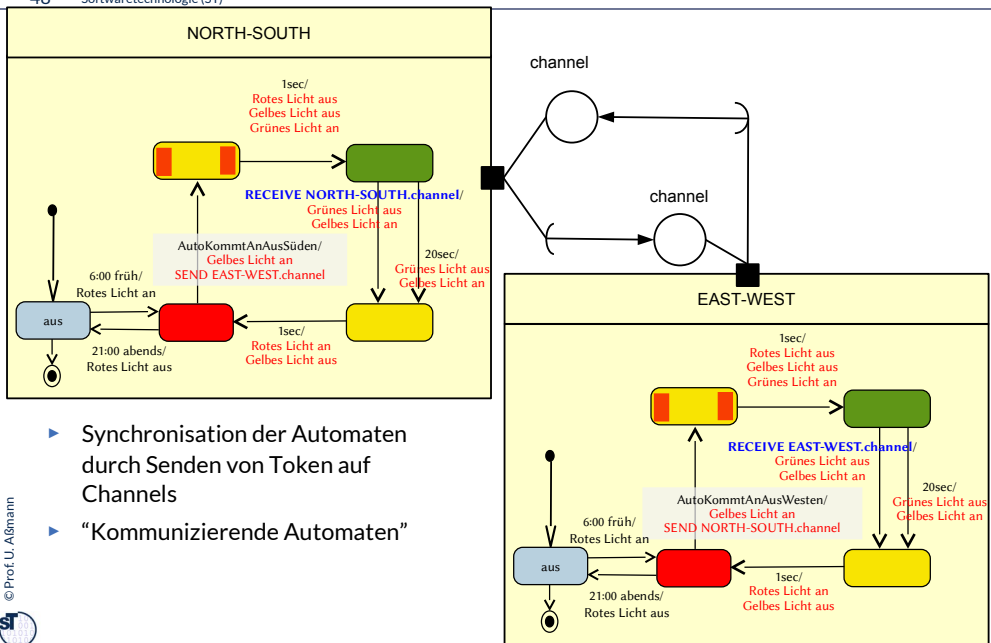 Softwaretechnologie (ST)
NORTH-SOUTH
1sec/
Rotes Licht aus
Gelbes Licht aus
Grünes Licht an
RECEIVE NORTH-SOUTH.channel/
Grünes Licht aus
Gelbes Licht an
AutoKommtAnAusSüden/
Gelbes Licht an
SEND EAST-WEST.channel
20sec/
Grünes Licht aus
Gelbes Licht an
6:00 früh/
Rotes Licht an
aus
21:00 abends/
Rotes Licht aus
1sec/
Rotes Licht an
Gelbes Licht aus
channel
channel
EAST-WEST
1sec/
Rotes Licht aus
Gelbes Licht aus
Grünes Licht an
RECEIVE EAST-WEST.channel/
Grünes Licht aus
Gelbes Licht an
AutoKommtAnAusWesten/
Gelbes Licht an
SEND NORTH-SOUTH.channel
20sec/
Grünes Licht aus
Gelbes Licht an
6:00 früh/
Rotes Licht an
aus
21:00 abends/
Rotes Licht aus
1sec/
Rotes Licht an
Gelbes Licht aus
Synchronisation der Automaten
durch Senden von Token auf
Channels
“Kommunizierende Automaten”
© Prof. U. Aßmann
ST